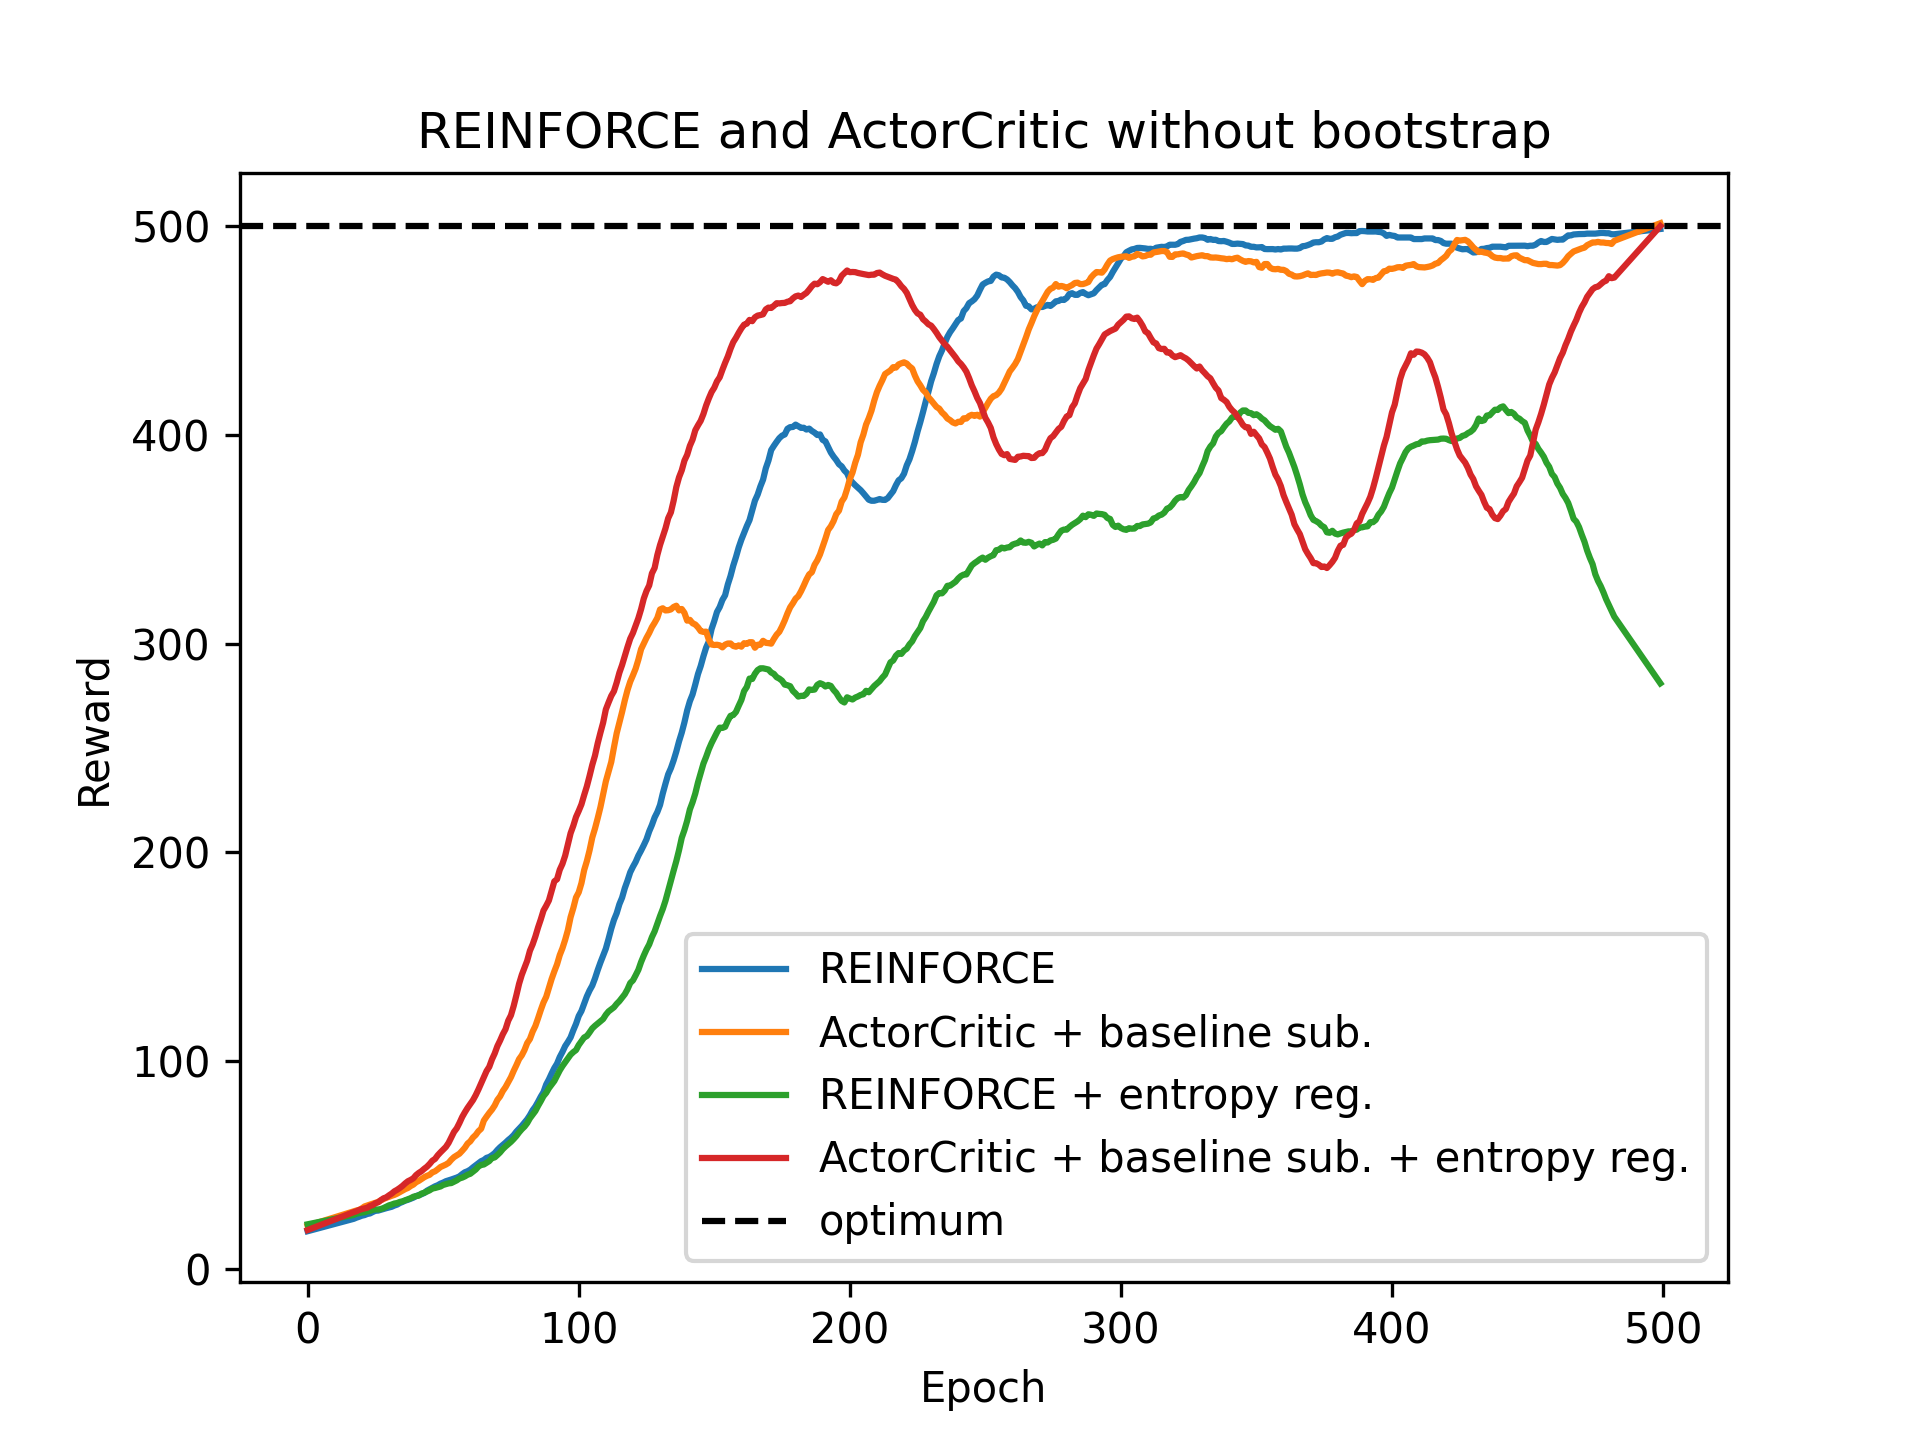 REINFORCE and ActorCritic without bootstrap
500
400
300
200
100
0
Reward
REINFORCE
ActorCritic + baseline sub.
REINFORCE + entropy reg.
ActorCritic + baseline sub. + entropy reg.
optimum
0 100 200 300 400 500
Epoch